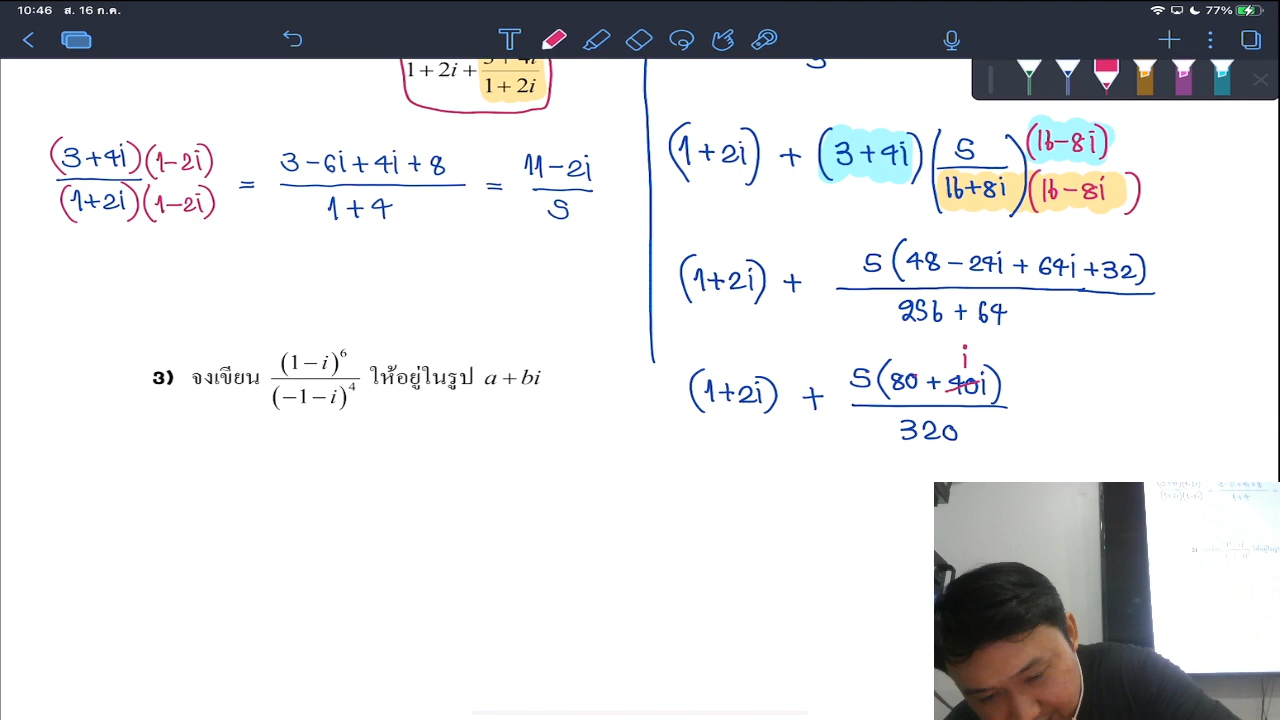 10:46 ส. 16 ก.ค.
77%
1 + 2i +
1 + 2i
(3+4i)(1-2i)
(1+2i)(1-2i)
=
3-6i+4i+8
1+4
=
11-2i
5
3) จงเขียน (1-i)^6 / (-1-i)^4 ให้อยู่ในรูป a + bi
(1+2i) + (3+4i)(5/(16+8i))(16-8i)/(16-8i)
(1+2i) + 5(48-24i+64i+32)
256+64
i
(1+2i) + 5(80+40i)
320